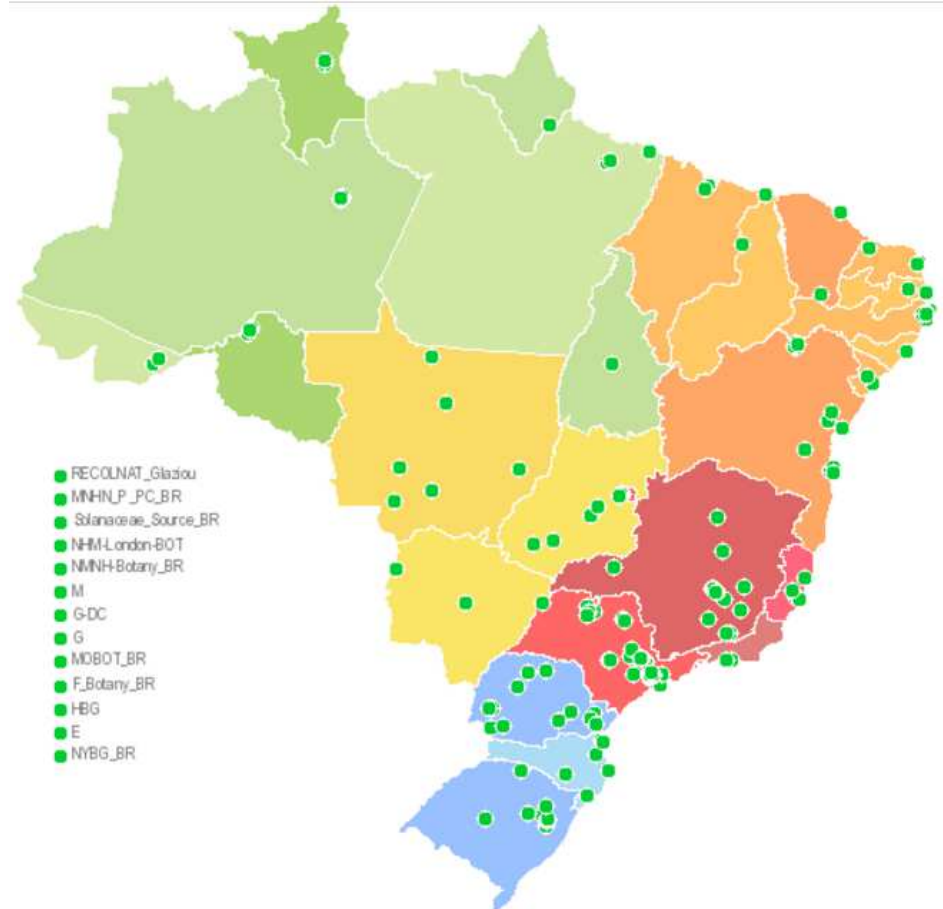 RECOLNAT_Glaziou
MNHN_P_PC_BR
Solanaceae_Source_BR
NHM-London-BOT
NMNH-Botany_BR
M
G-DC
G
MOBOT_BR
F_Botany_BR
HBG
E
NYBG_BR